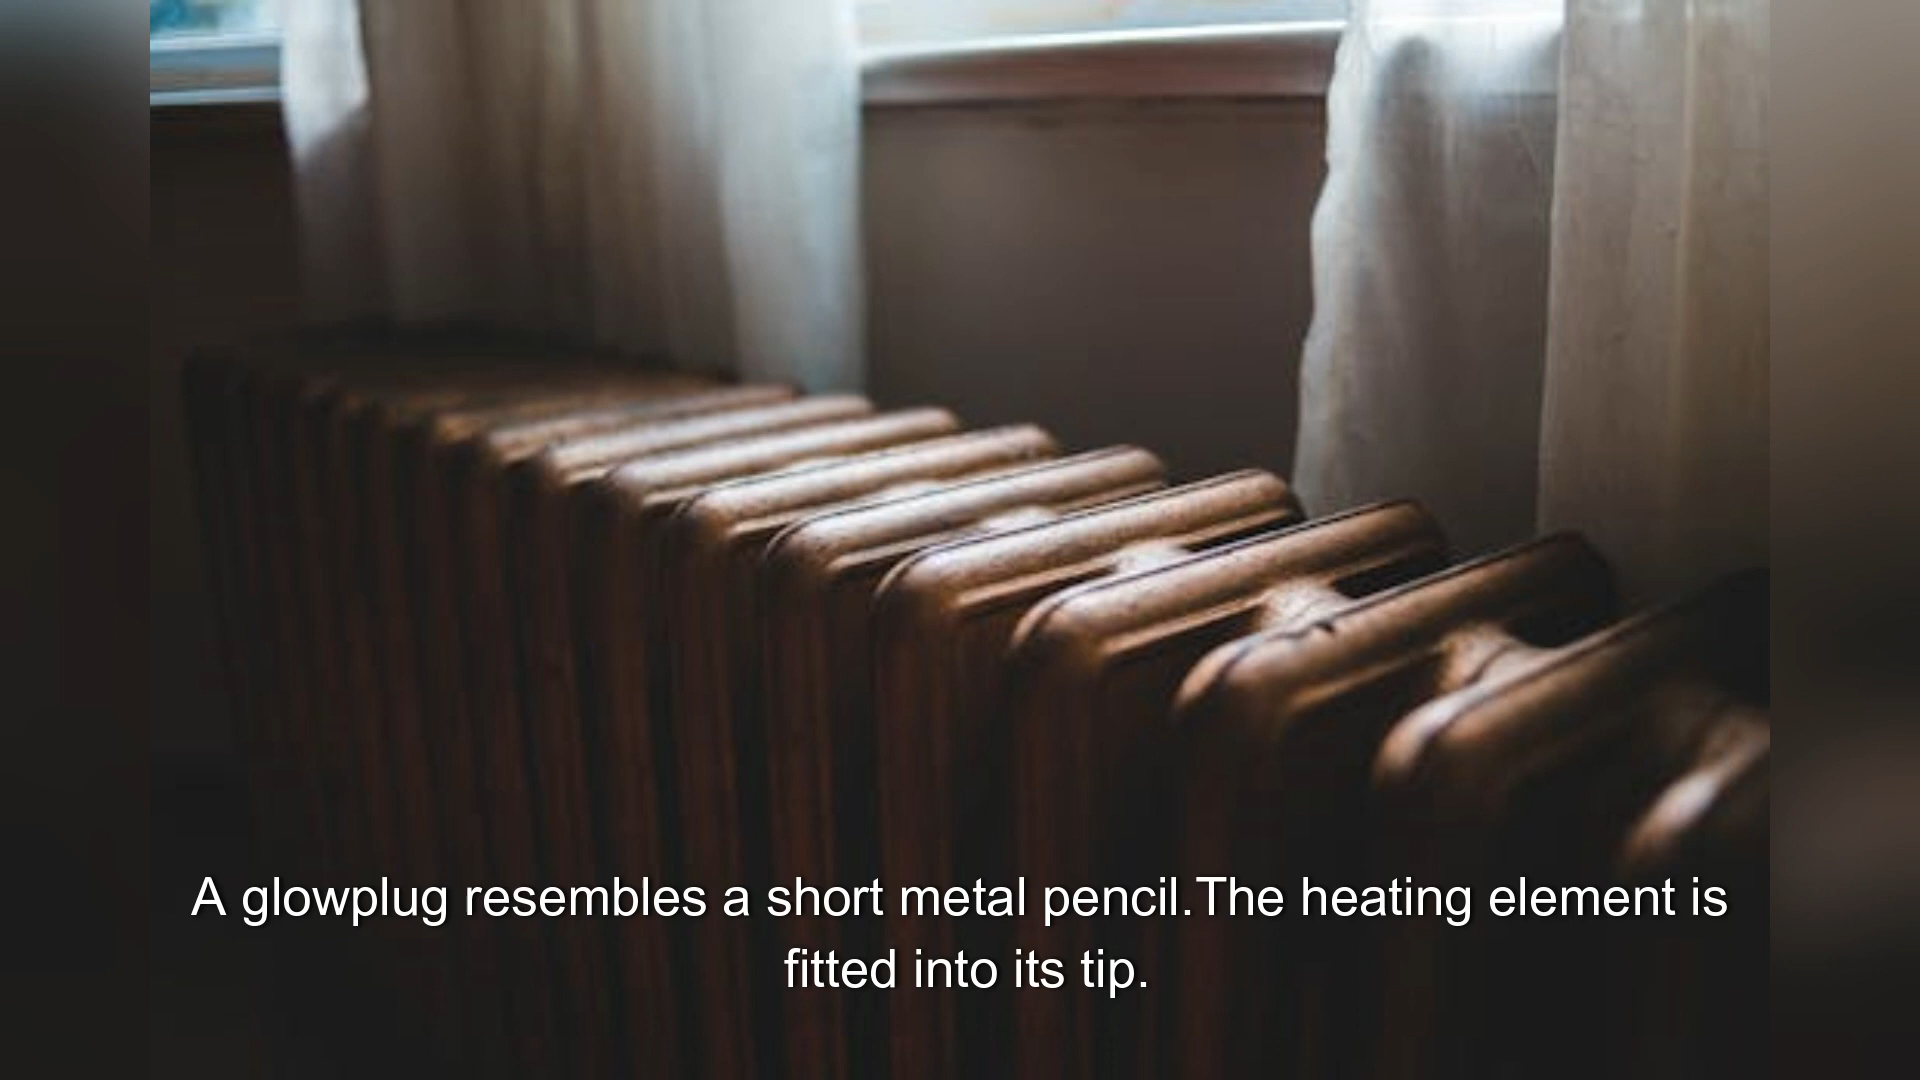 A glowplug resembles a short metal pencil.The heating element is
fitted into its tip.